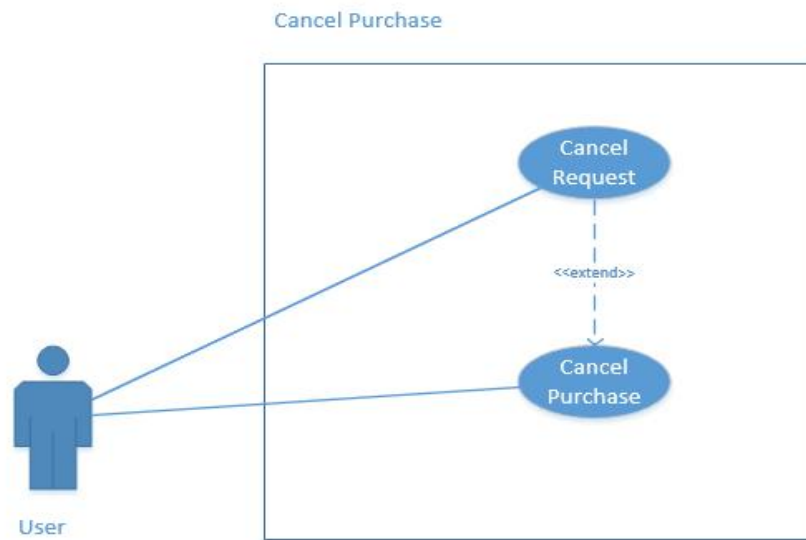 Cancel Purchase
Cancel
Request
<<extend>>
Cancel
Purchase
User